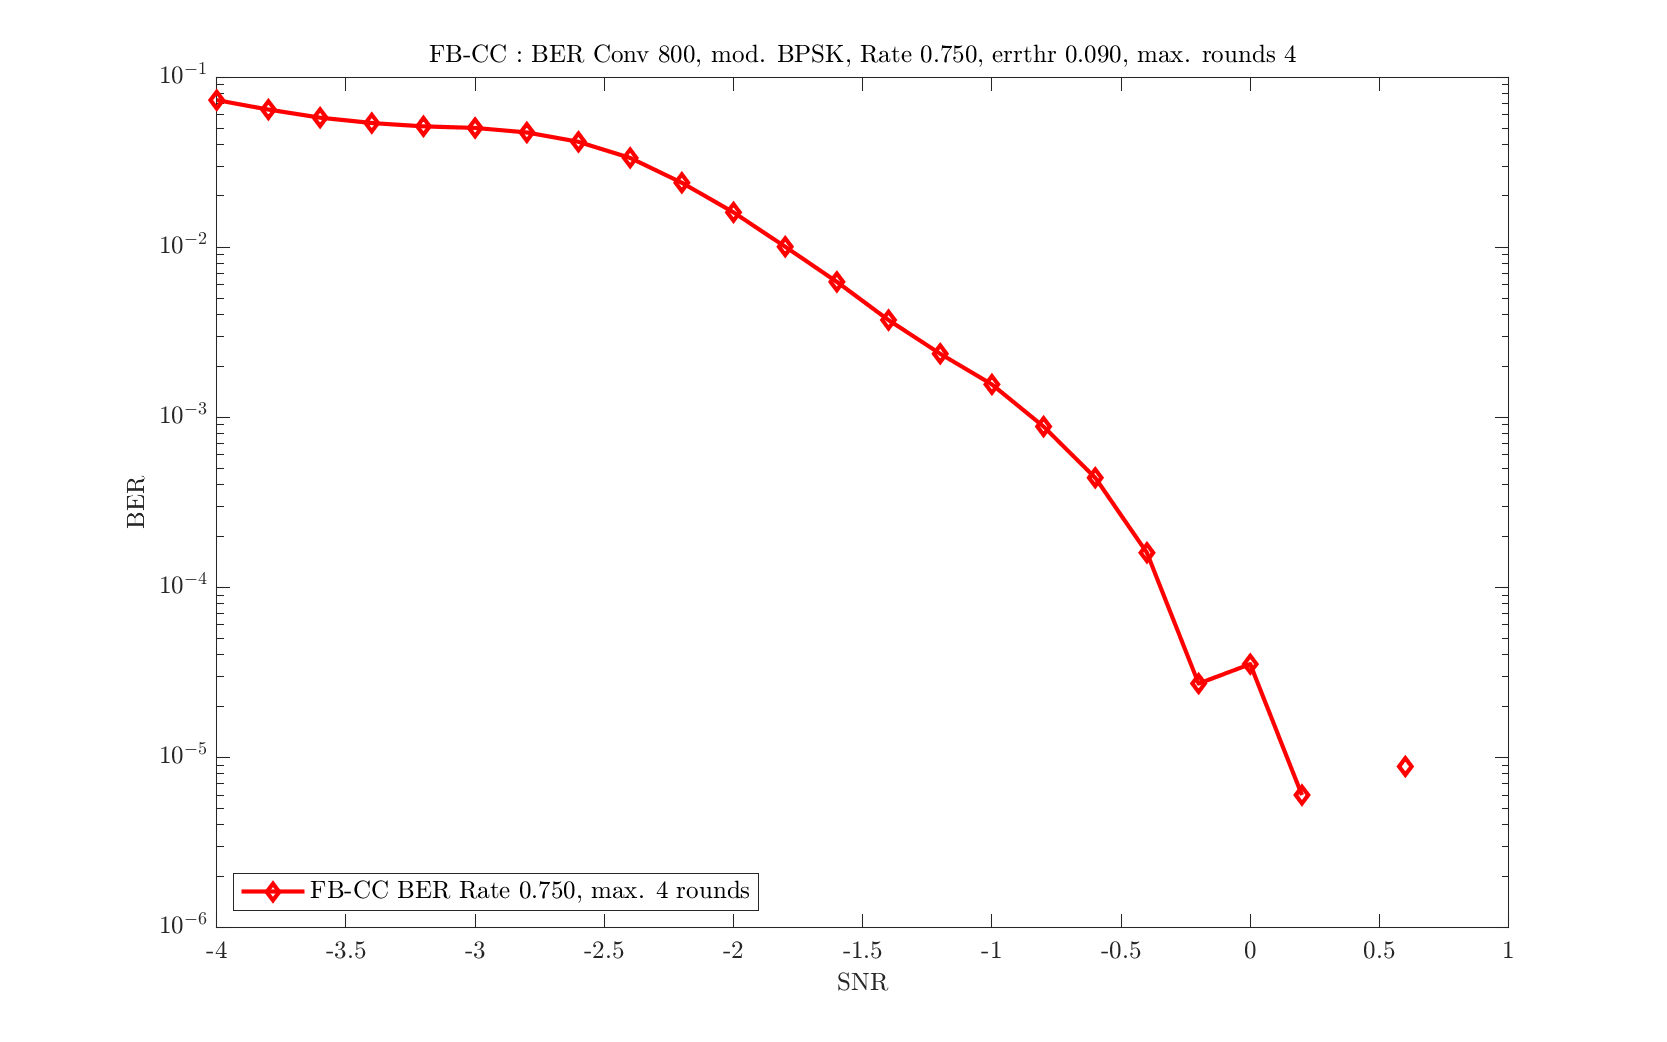 FB-CC : BER Conv 800, mod. BPSK, Rate 0.750, errthr 0.090, max. rounds 4
10^{-1}
10^{-2}
10^{-3}
10^{-4}
10^{-5}
10^{-6}
BER
FB-CC BER Rate 0.750, max. 4 rounds
-4 -3.5 -3 -2.5 -2 -1.5 -1 -0.5 0 0.5 1
SNR